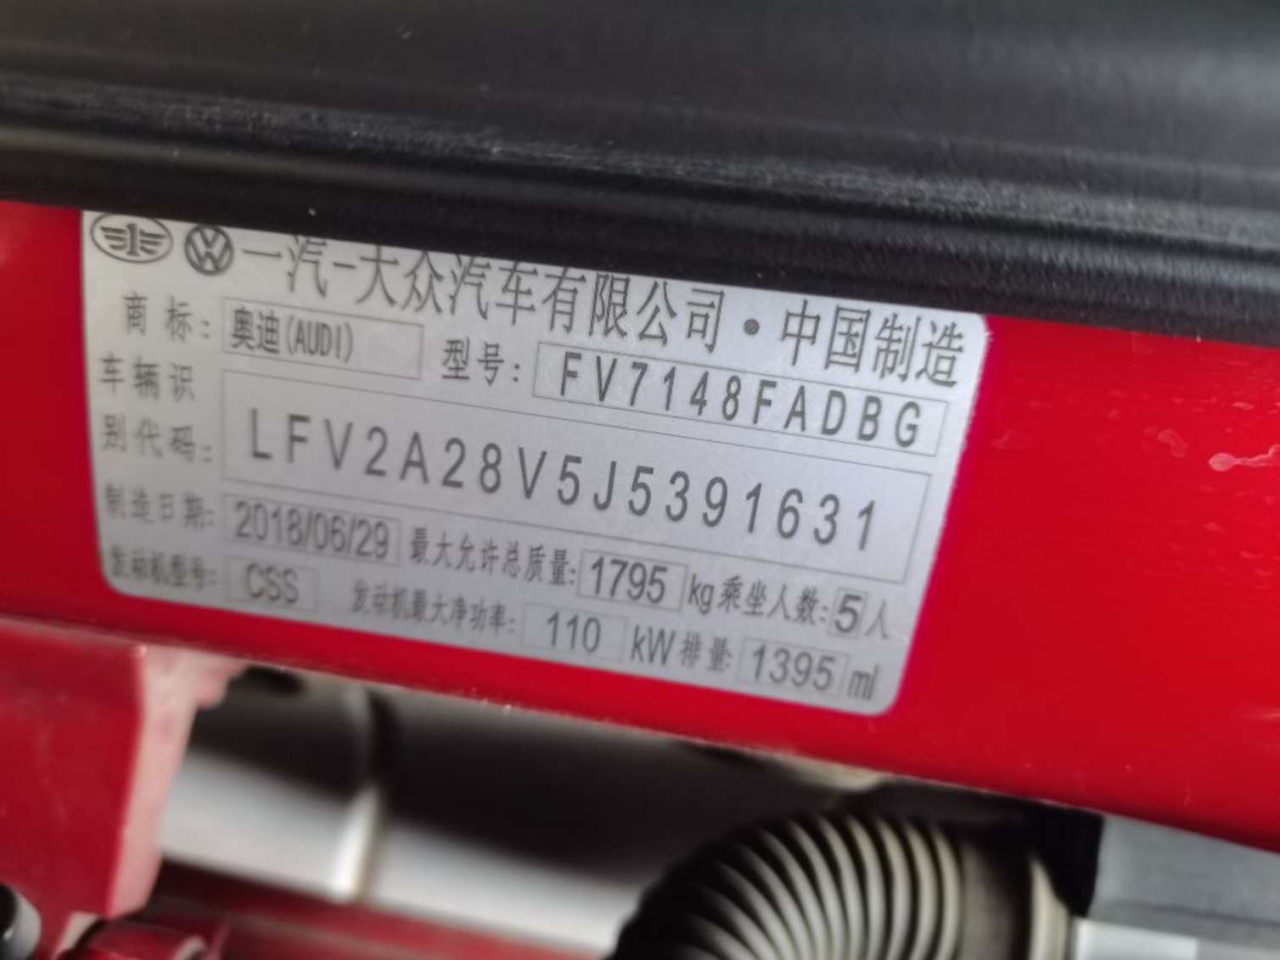 一汽-大众汽车有限公司·中国制造
商标: 奥迪(AUDI) 型号: FV7148FADBG
车辆识
别代码: LFV2A28V5J5391631
制造日期: 2018/06/29 最大允许总质量: 1795 kg 乘坐人数: 5 人
发动机型号: CSS 发动机最大净功率: 110 kW 排量: 1395 ml